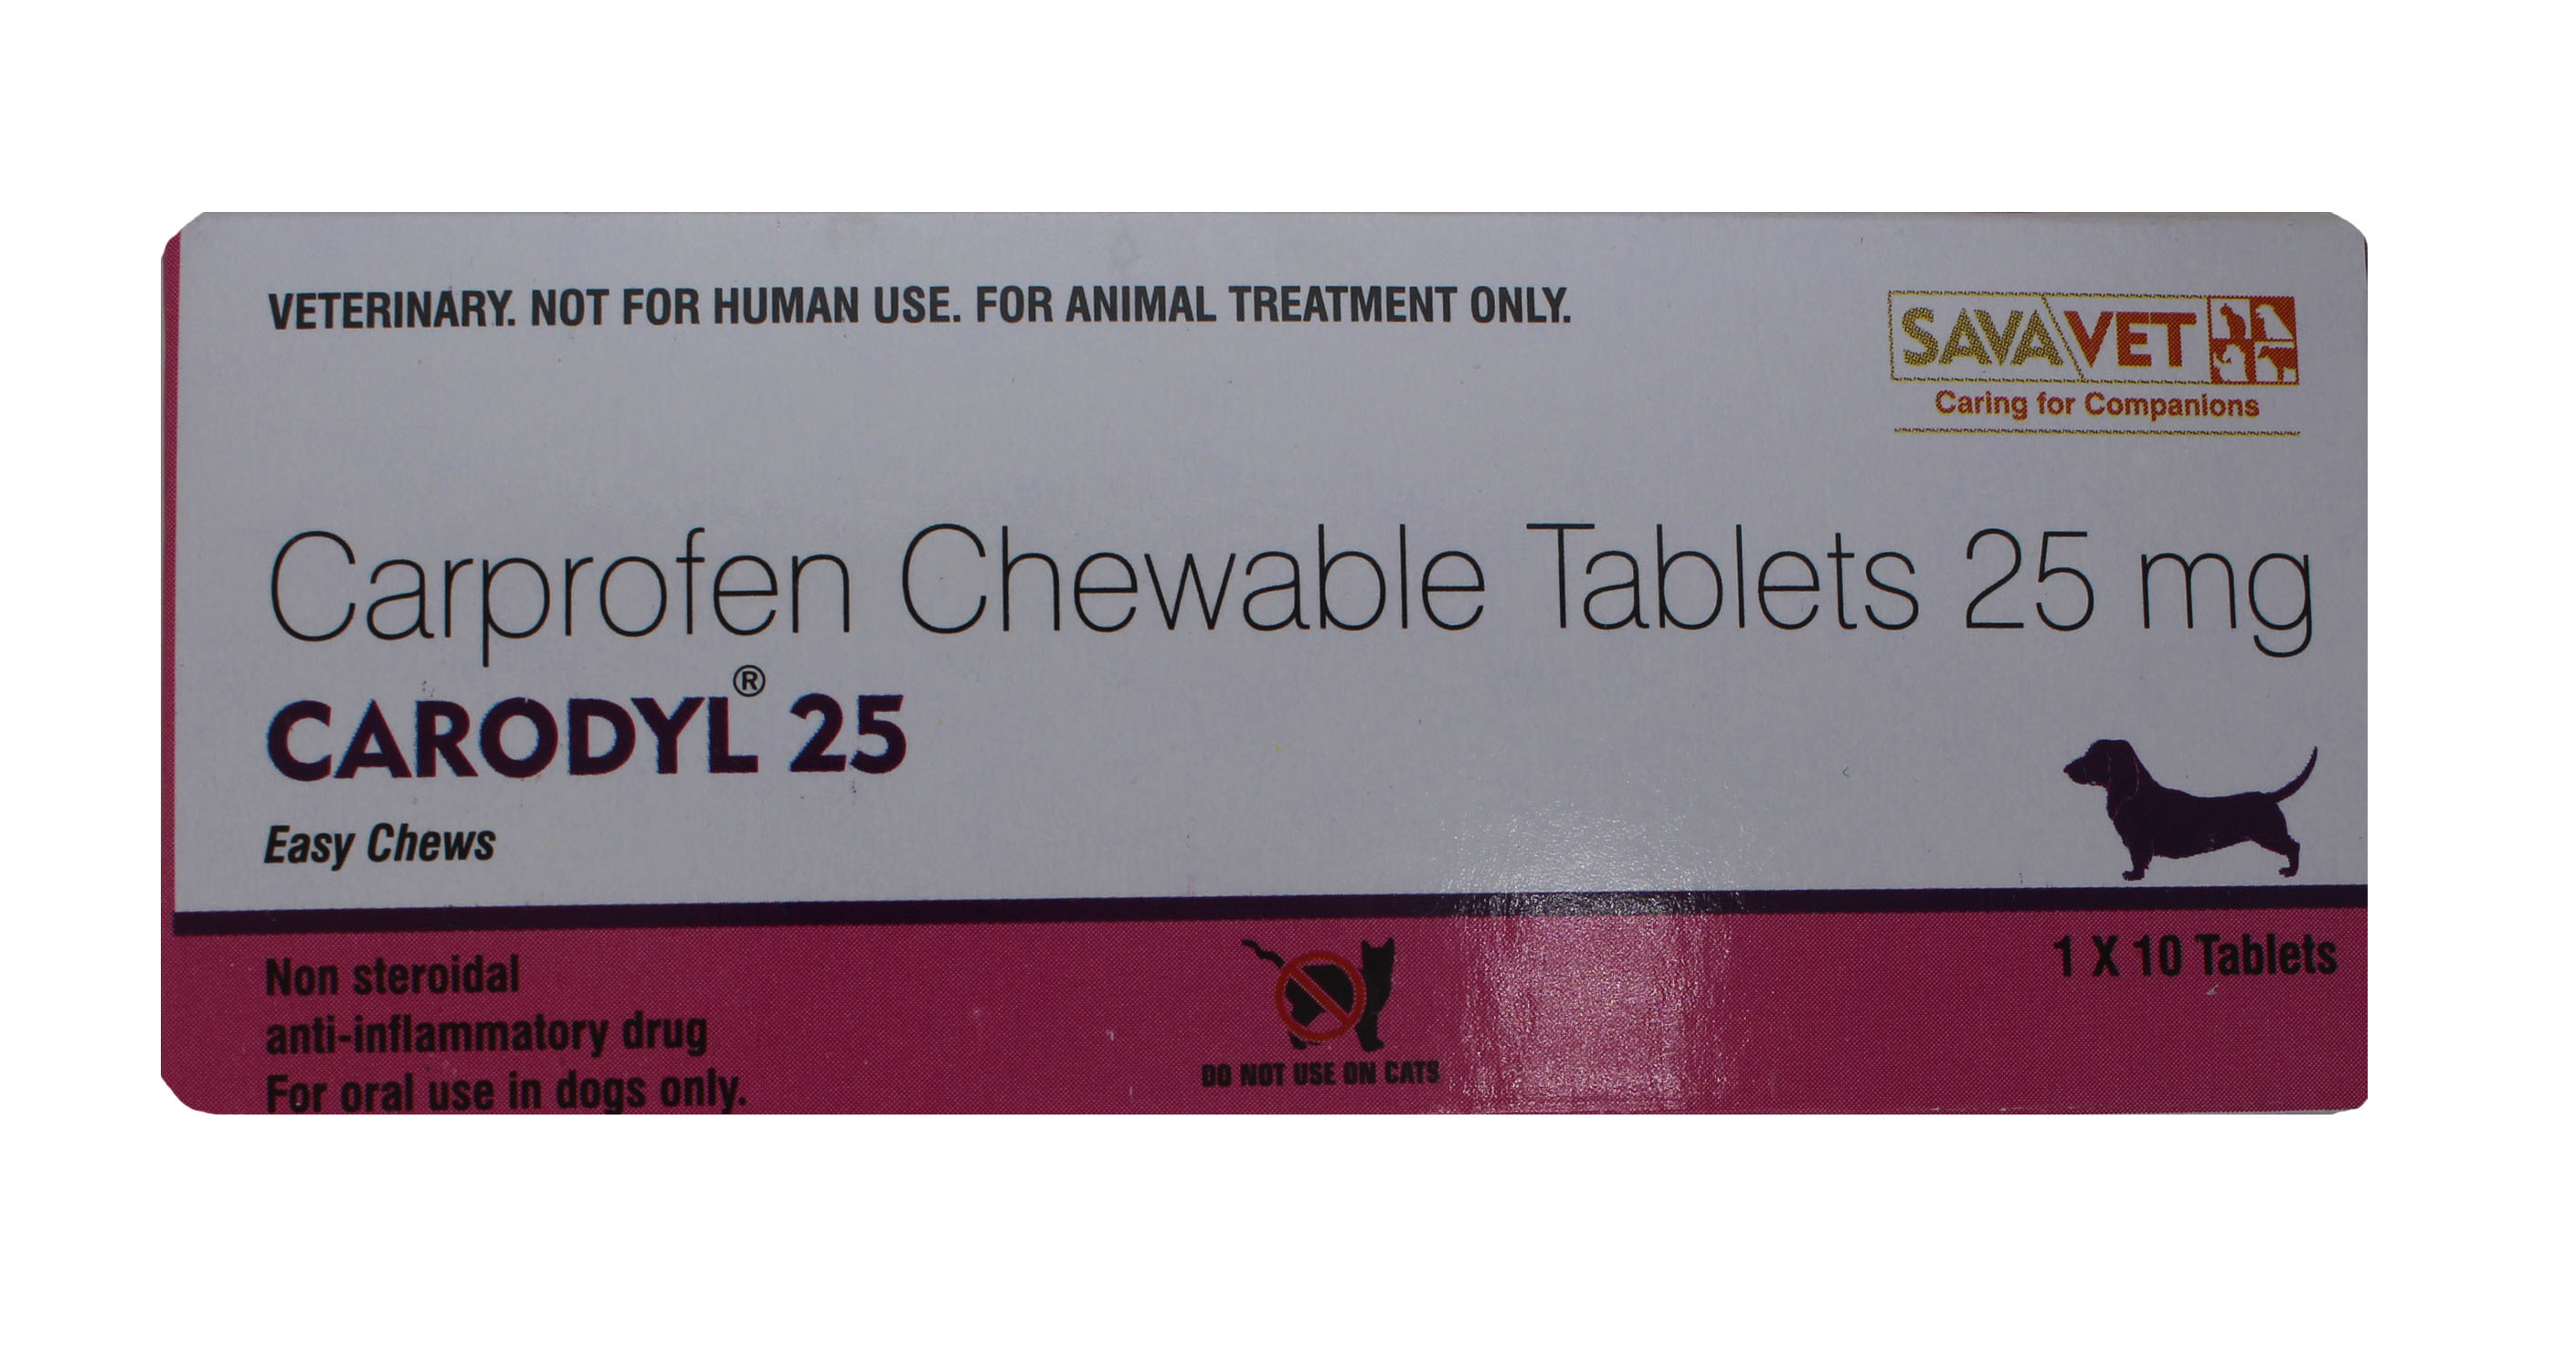 VETERINARY. NOT FOR HUMAN USE. FOR ANIMAL TREATMENT ONLY.
SAVAVET
Caring for Companions
Carprofen Chewable Tablets 25 mg
CARODYL® 25
Easy Chews
Non steroidal
anti-inflammatory drug
For oral use in dogs only.
DO NOT USE ON CATS
1 X 10 Tablets